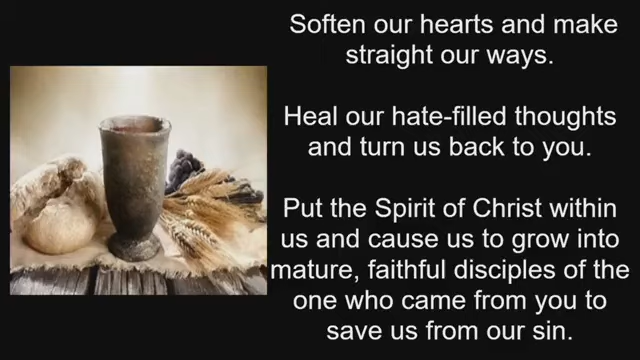 Soften our hearts and make
straight our ways.
Heal our hate-filled thoughts
and turn us back to you.
Put the Spirit of Christ within
us and cause us to grow into
mature, faithful disciples of the
one who came from you to
save us from our sin.